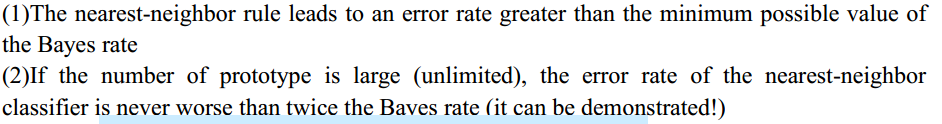 (1)The nearest-neighbor rule leads to an error rate greater than the minimum possible value of
the Bayes rate
(2)If the number of prototype is large (unlimited), the error rate of the nearest-neighbor
classifier is never worse than twice the Bayes rate (it can be demonstrated!)